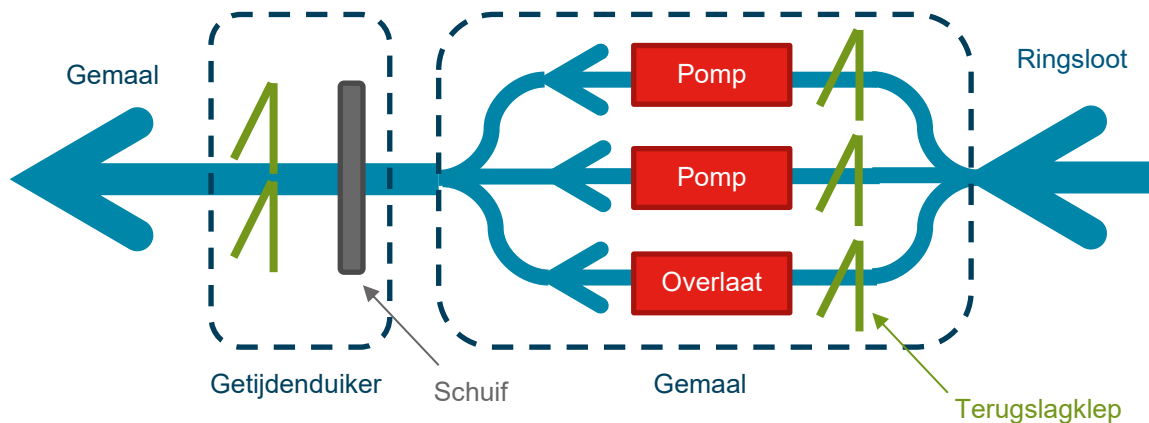 Gemaal
Ringsloot
Pomp
Pomp
Overlaat
Getijdenduiker
Schuif
Gemaal
Terugslagklep